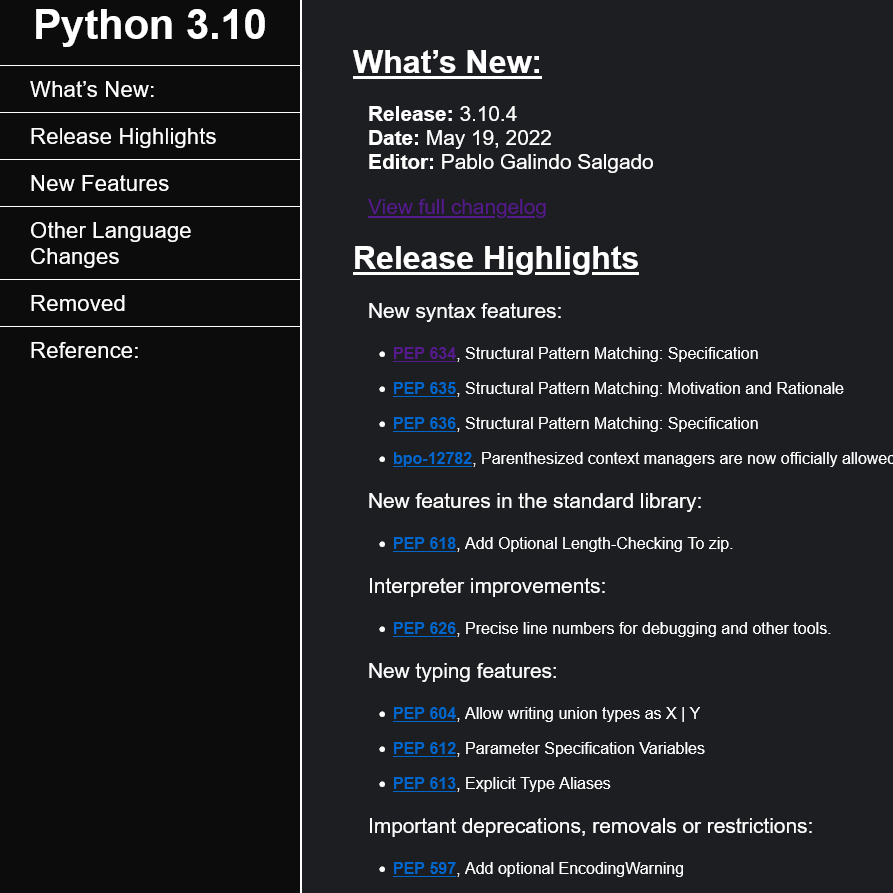 Python 3.10
What’s New:
Release Highlights
New Features
Other Language
Changes
Removed
Reference:
What’s New:
Release: 3.10.4
Date: May 19, 2022
Editor: Pablo Galindo Salgado
View full changelog
Release Highlights
New syntax features:
PEP 634, Structural Pattern Matching: Specification
PEP 635, Structural Pattern Matching: Motivation and Rationale
PEP 636, Structural Pattern Matching: Specification
bpo-12782, Parenthesized context managers are now officially allowed
New features in the standard library:
PEP 618, Add Optional Length-Checking To zip.
Interpreter improvements:
PEP 626, Precise line numbers for debugging and other tools.
New typing features:
PEP 604, Allow writing union types as X | Y
PEP 612, Parameter Specification Variables
PEP 613, Explicit Type Aliases
Important deprecations, removals or restrictions:
PEP 597, Add optional EncodingWarning